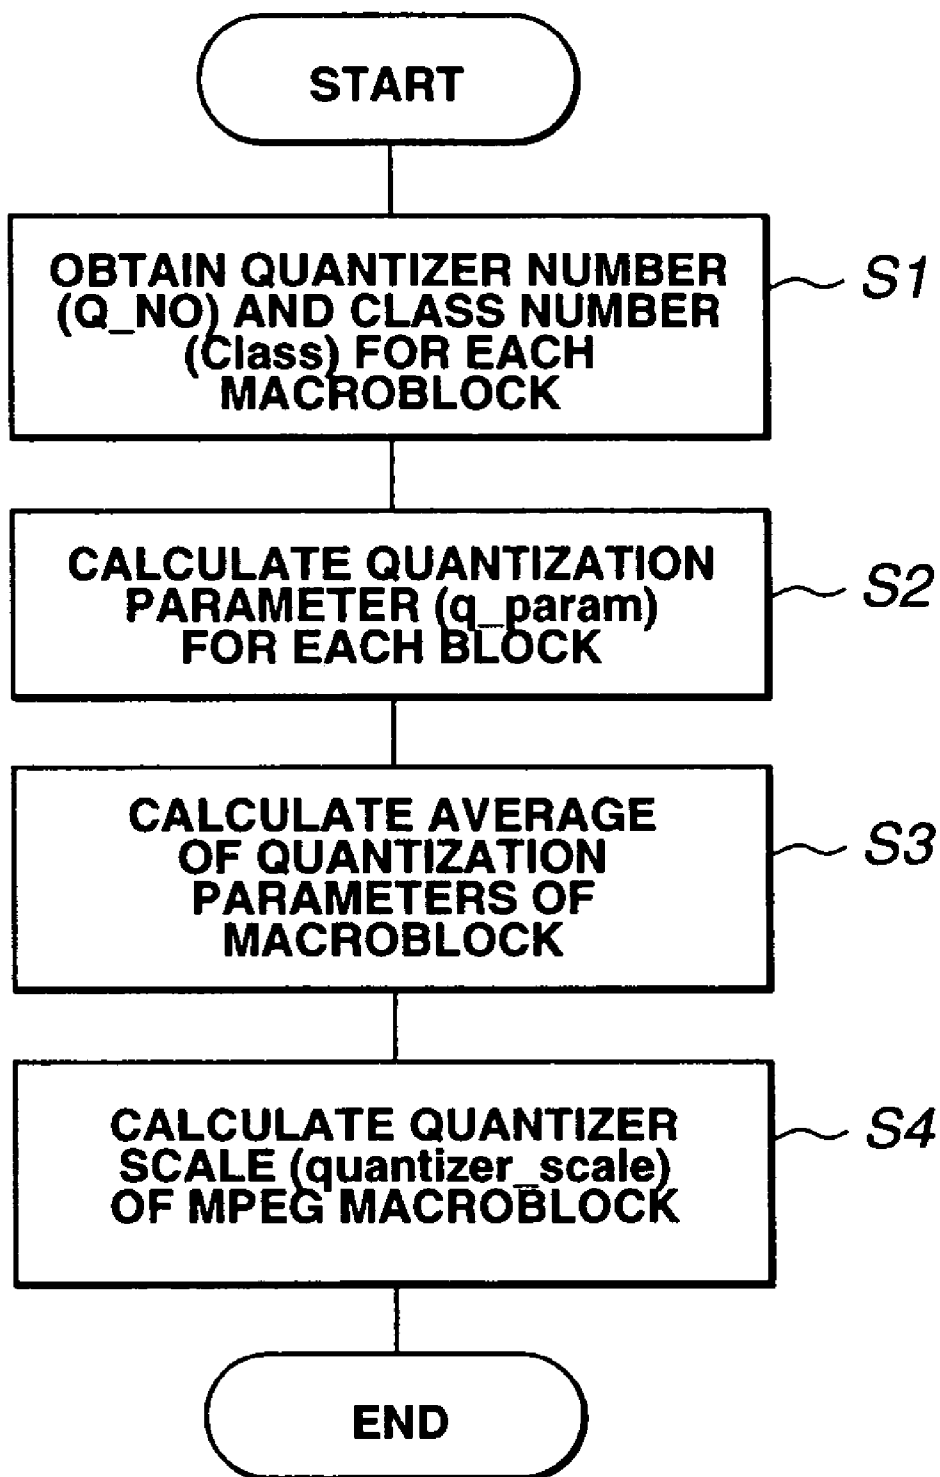 START
OBTAIN QUANTIZER NUMBER
(Q_NO) AND CLASS NUMBER
(Class) FOR EACH
MACROBLOCK
S1
CALCULATE QUANTIZATION
PARAMETER (q_param)
FOR EACH BLOCK
S2
CALCULATE AVERAGE
OF QUANTIZATION
PARAMETERS OF
MACROBLOCK
S3
CALCULATE QUANTIZER
SCALE (quantizer_scale)
OF MPEG MACROBLOCK
S4
END